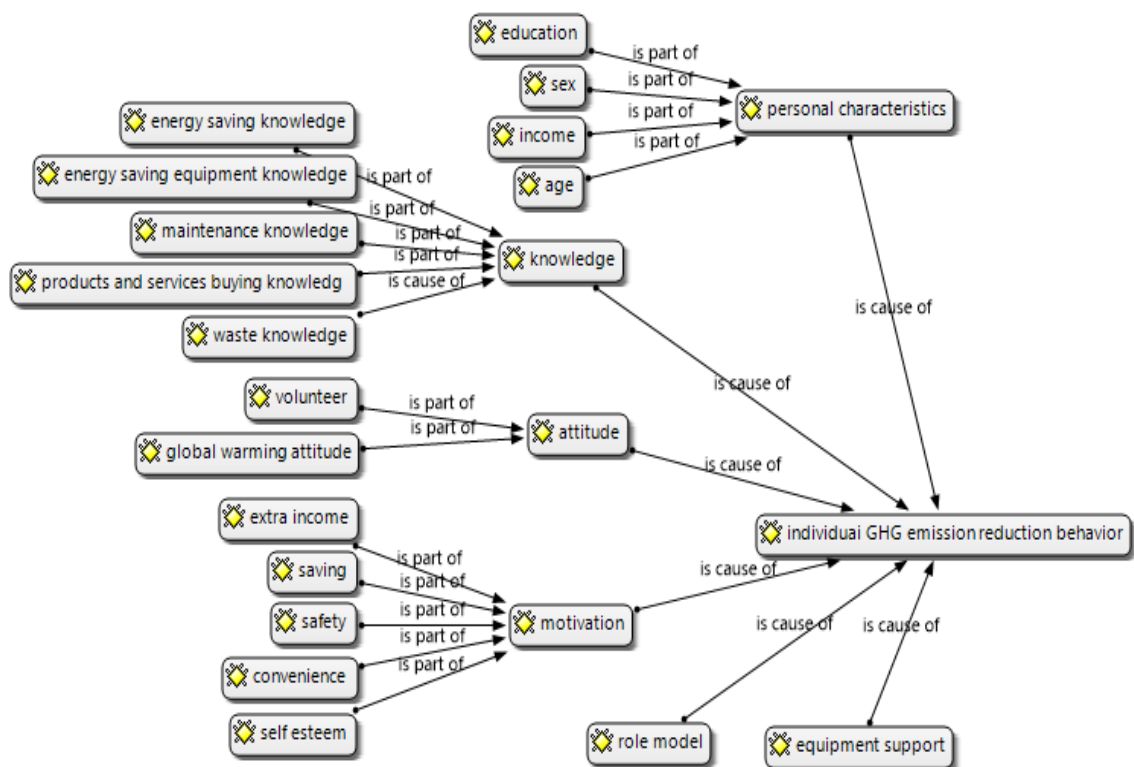 education
is part of
sex
is part of
income
is part of
age
is part of
personal characteristics
is cause of
energy saving knowledge
is part of
energy saving equipment knowledge
is part of
maintenance knowledge
is part of
products and services buying knowledg
is part of
waste knowledge
is cause of
knowledge
is cause of
volunteer
is part of
global warming attitude
is part of
attitude
is cause of
extra income
is part of
saving
is part of
safety
is part of
convenience
is part of
self esteem
is part of
motivation
is cause of
individuai GHG emission reduction behavior
is cause of
role model
is cause of
equipment support